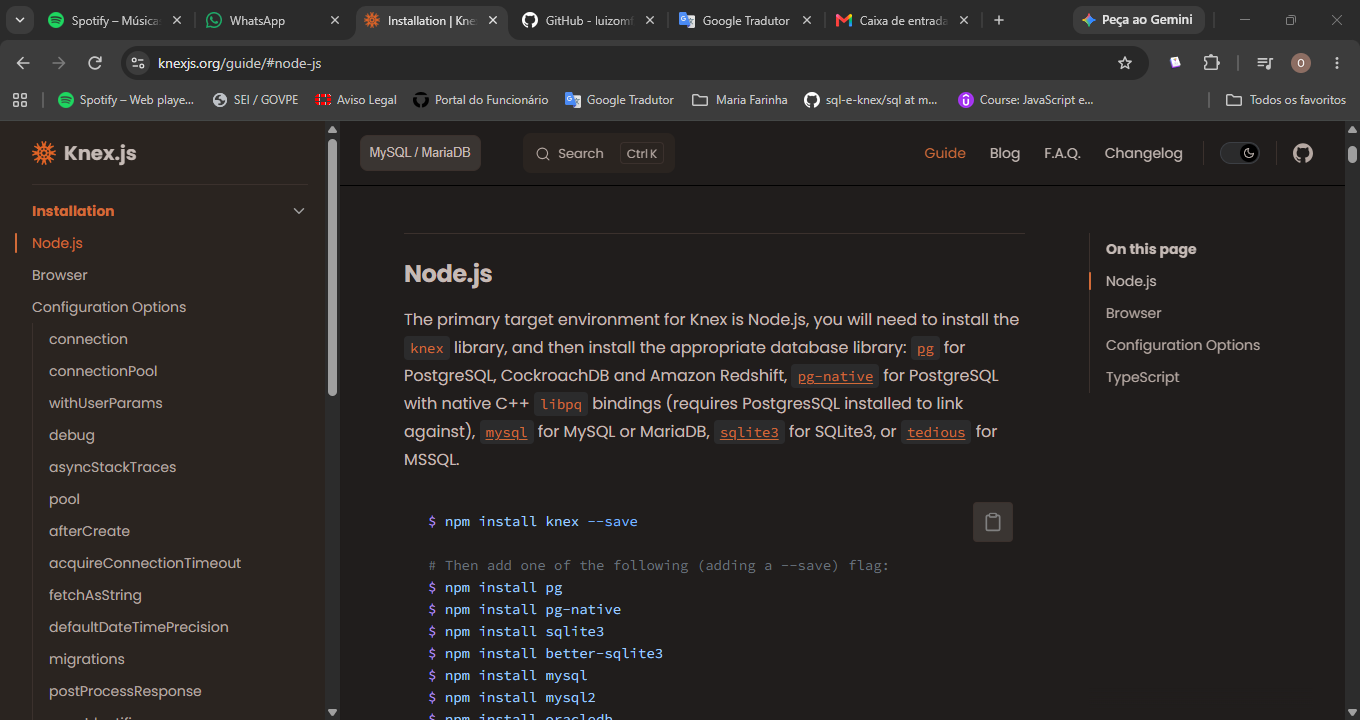 Spotify – Música
WhatsApp
Installation | Kne
GitHub - luizomf
Google Tradutor
Caixa de entrada
Peça ao Gemini
knexjs.org/guide/#node-js
O
Spotify – Web playe...
SEI / GOVPE
Aviso Legal
Portal do Funcionário
Google Tradutor
Maria Farinha
sql-e-knex/sql at m...
Course: JavaScript e...
Todos os favoritos
Knex.js
MySQL / MariaDB
Search
Ctrl K
Guide
Blog
F.A.Q.
Changelog
Installation
Node.js
Browser
Configuration Options
connection
connectionPool
withUserParams
debug
asyncStackTraces
pool
afterCreate
acquireConnectionTimeout
fetchAsString
defaultDateTimePrecision
migrations
postProcessResponse
Node.js
The primary target environment for Knex is Node.js, you will need to install the
knex library, and then install the appropriate database library: pg for
PostgreSQL, CockroachDB and Amazon Redshift, pg-native for PostgreSQL
with native C++ libpq bindings (requires PostgresSQL installed to link
against), mysql for MySQL or MariaDB, sqlite3 for SQLite3, or tedious for
MSSQL.
$ npm install knex --save
# Then add one of the following (adding a --save) flag:
$ npm install pg
$ npm install pg-native
$ npm install sqlite3
$ npm install better-sqlite3
$ npm install mysql
$ npm install mysql2
$ npm install oracledb
On this page
Node.js
Browser
Configuration Options
TypeScript